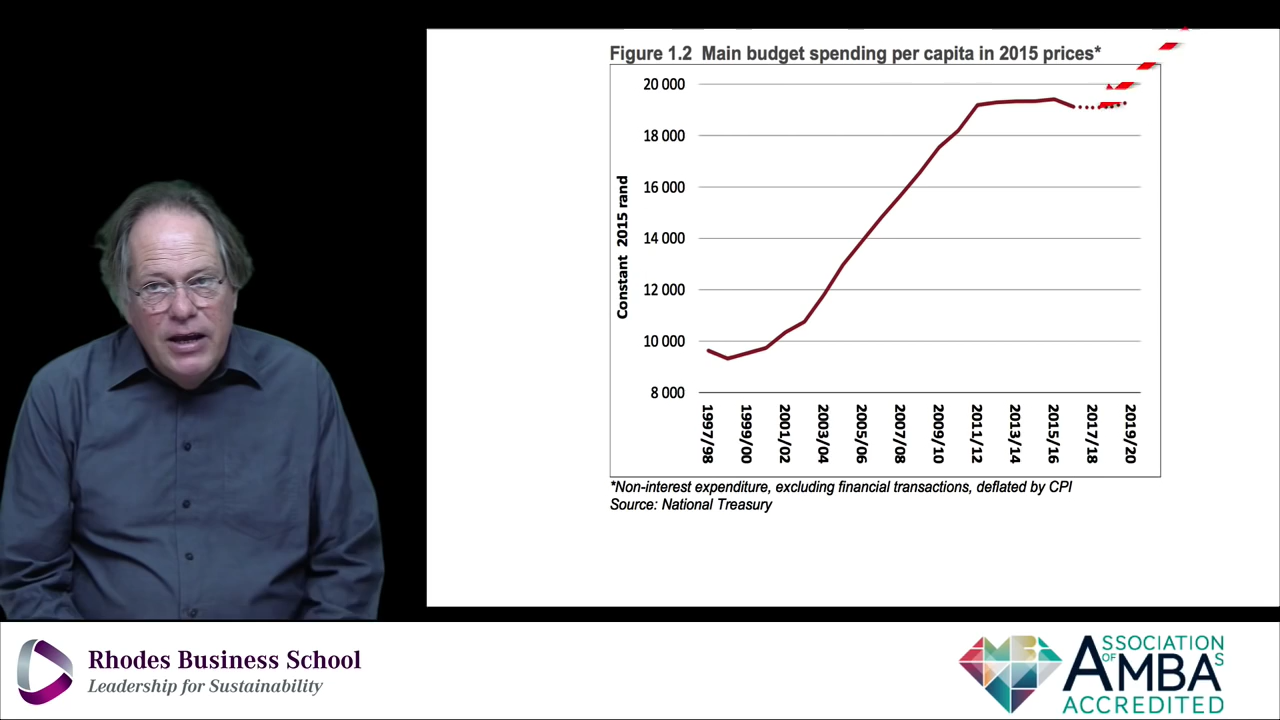 Figure 1.2 Main budget spending per capita in 2015 prices*
20 000
18 000
16 000
14 000
12 000
10 000
8 000
Constant 2015 rand
1997/98
1999/00
2001/02
2003/04
2005/06
2007/08
2009/10
2011/12
2013/14
2015/16
2017/18
2019/20
*Non-interest expenditure, excluding financial transactions, deflated by CPI
Source: National Treasury
Rhodes Business School
Leadership for Sustainability
MBA
ASSOCIATION
OF
AMBAS
ACCREDITED